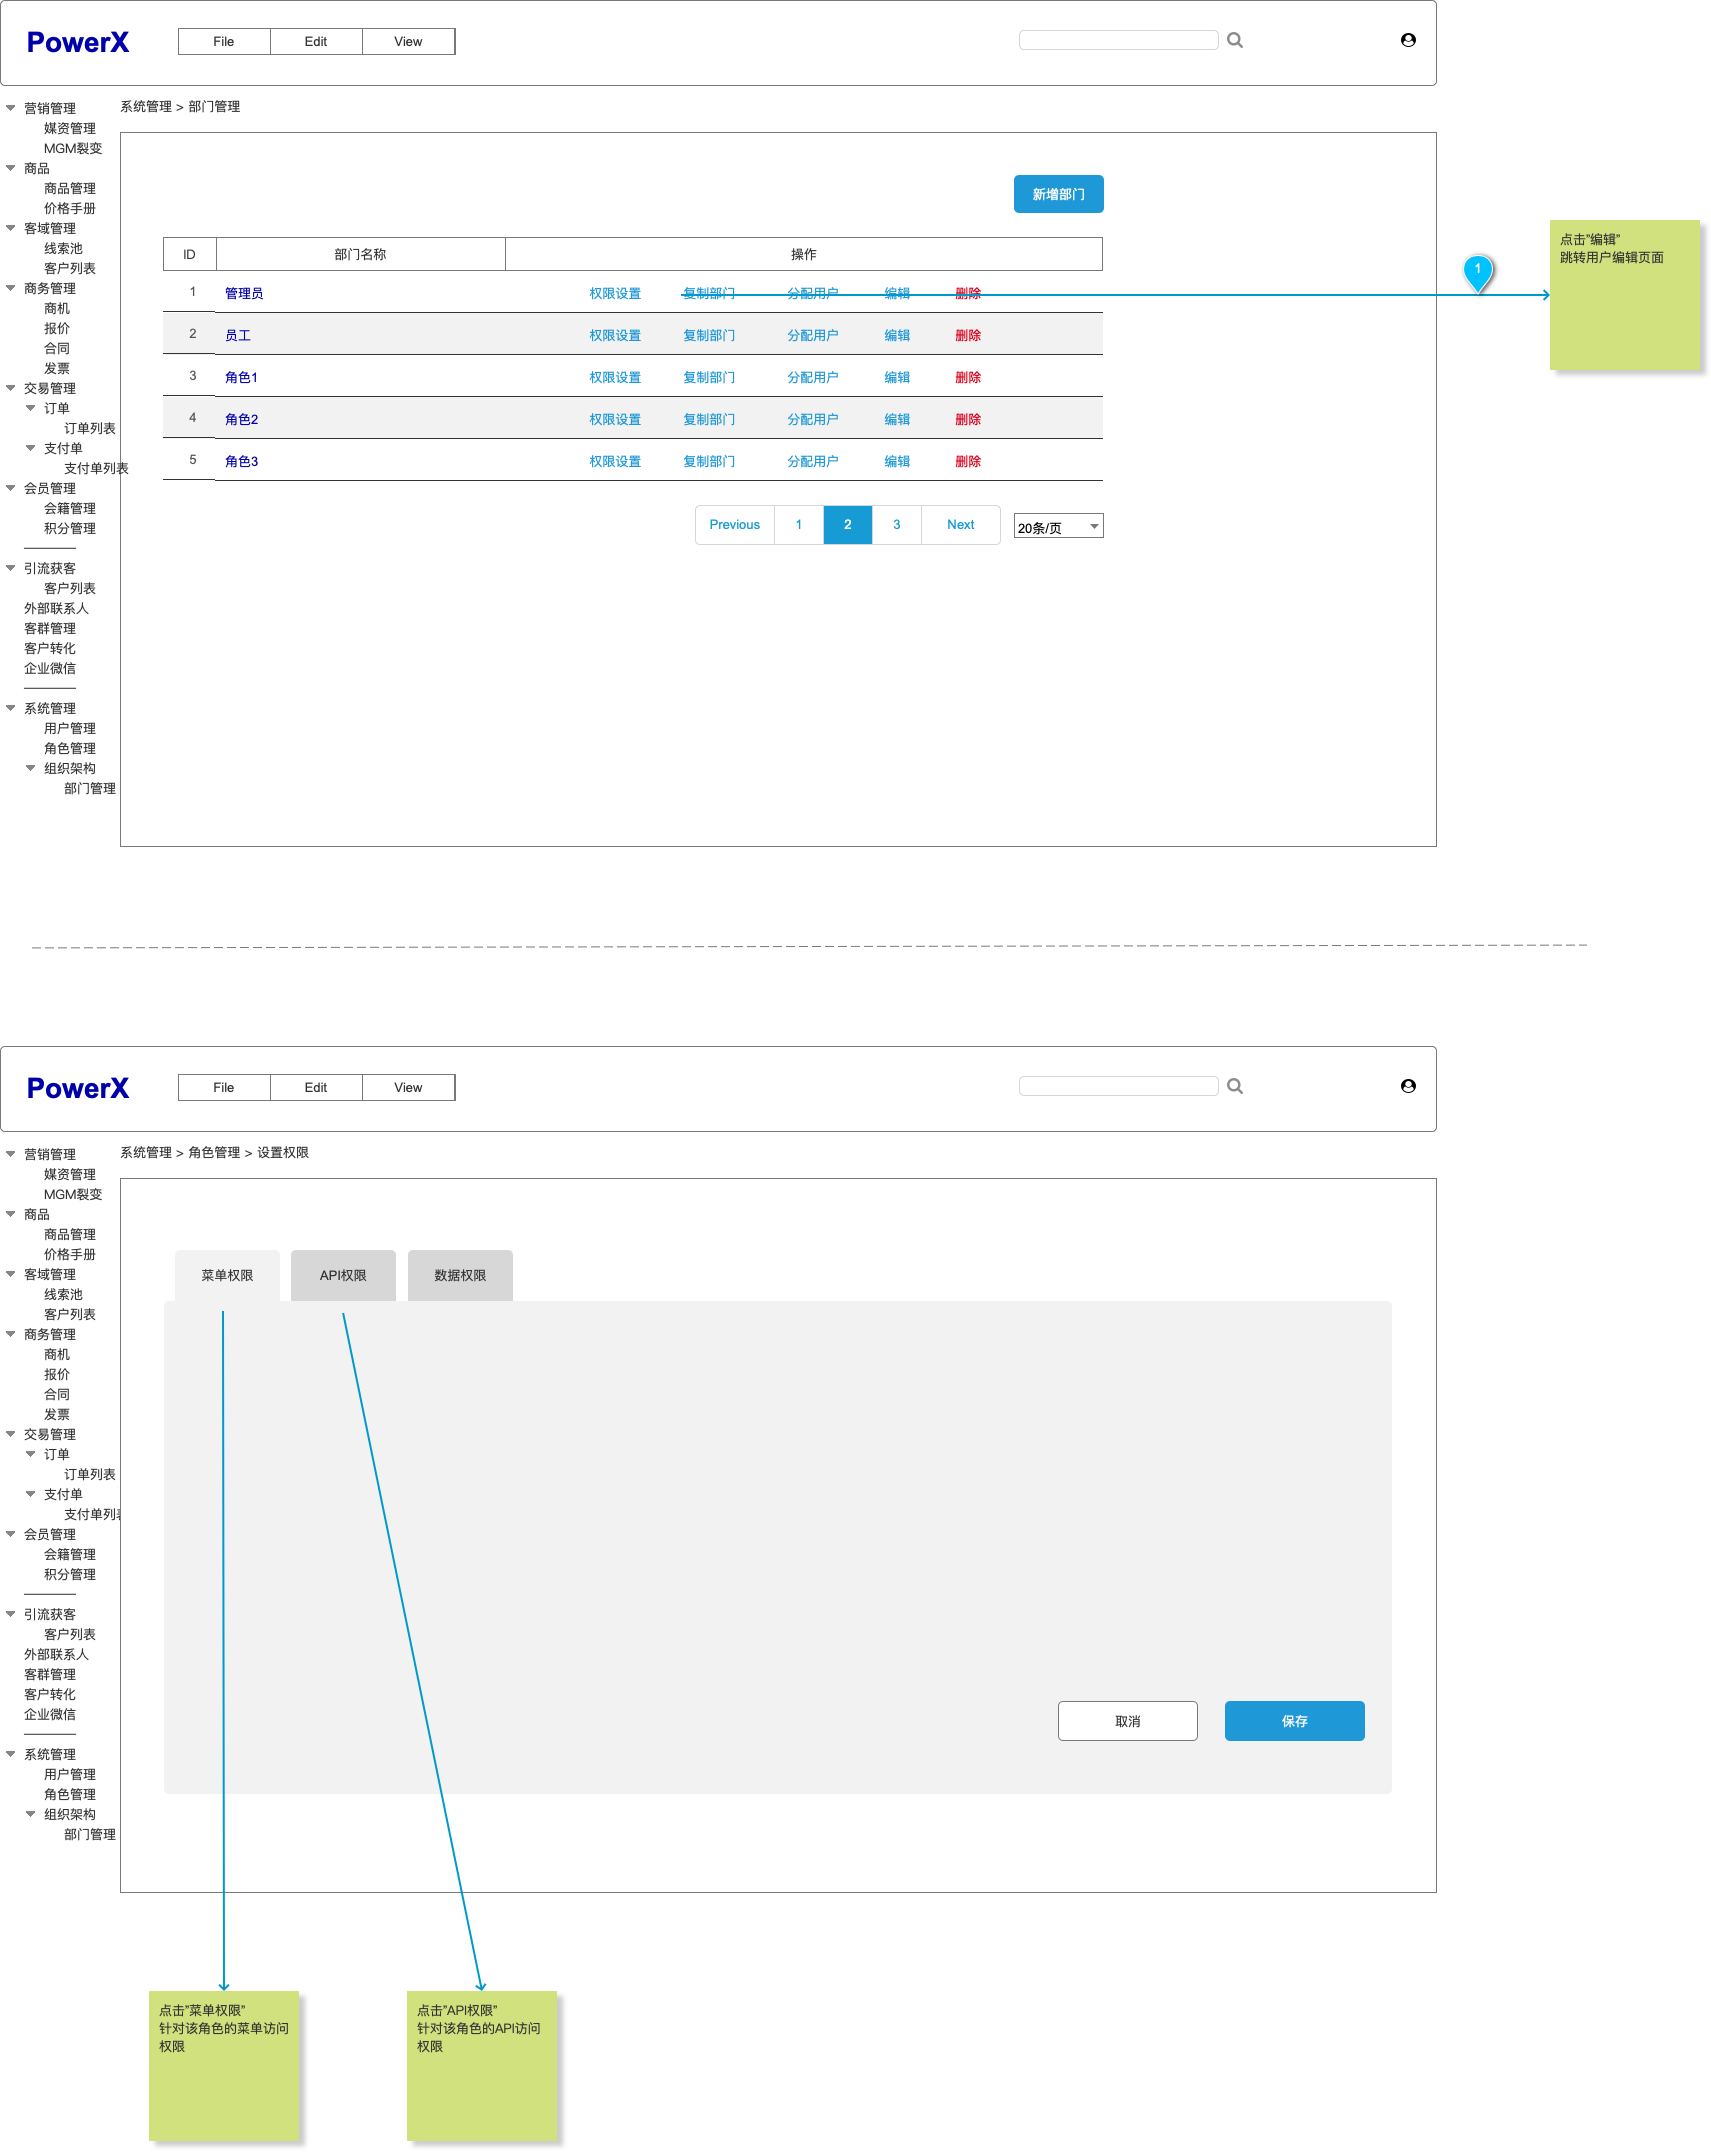 PowerX
File Edit View
系统管理 > 部门管理
营销管理
媒资管理
MGM裂变
商品
商品管理
价格手册
客域管理
线索池
客户列表
商务管理
商机
报价
合同
发票
交易管理
订单
订单列表
支付单
支付单列表
会员管理
会籍管理
积分管理
引流获客
客户列表
外部联系人
客群管理
客户转化
企业微信
系统管理
用户管理
角色管理
组织架构
部门管理
新增部门
ID 部门名称 操作
1 管理员 权限设置 复制部门 分配用户 编辑 删除
2 员工 权限设置 复制部门 分配用户 编辑 删除
3 角色1 权限设置 复制部门 分配用户 编辑 删除
4 角色2 权限设置 复制部门 分配用户 编辑 删除
5 角色3 权限设置 复制部门 分配用户 编辑 删除
Previous 1 2 3 Next 20条/页
1
点击"编辑"
跳转用户编辑页面
PowerX
File Edit View
系统管理 > 角色管理 > 设置权限
营销管理
媒资管理
MGM裂变
商品
商品管理
价格手册
客域管理
线索池
客户列表
商务管理
商机
报价
合同
发票
交易管理
订单
订单列表
支付单
支付单列
会员管理
会籍管理
积分管理
引流获客
客户列表
外部联系人
客群管理
客户转化
企业微信
系统管理
用户管理
角色管理
组织架构
部门管理
菜单权限 API权限 数据权限
取消 保存
点击"菜单权限"
针对该角色的菜单访问
权限
点击"API权限"
针对该角色的API访问
权限